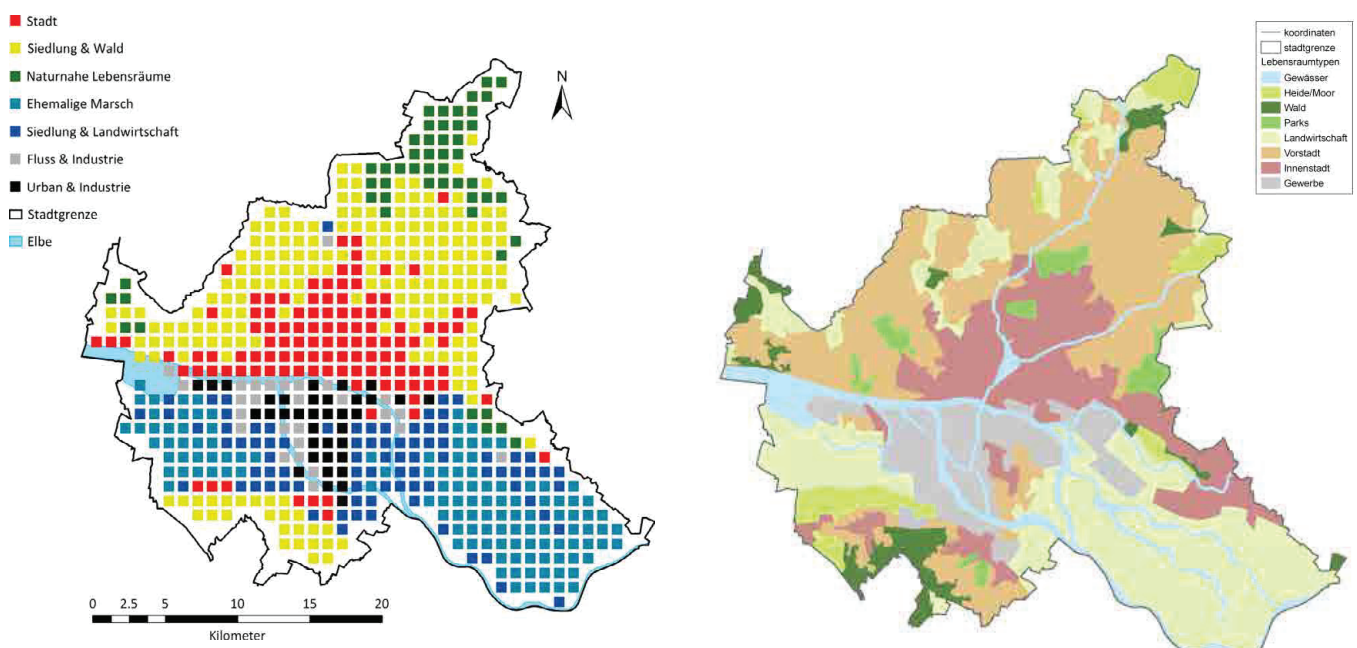 Stadt
Siedlung & Wald
Naturnahe Lebensräume
Ehemalige Marsch
Siedlung & Landwirtschaft
Fluss & Industrie
Urban & Industrie
Stadtgrenze
Elbe
N
0 2.5 5 10 15 20
Kilometer
koordinaten
stadtgrenze
Lebensraumtypen
Gewässer
Heide/Moor
Wald
Parks
Landwirtschaft
Vorstadt
Innenstadt
Gewerbe